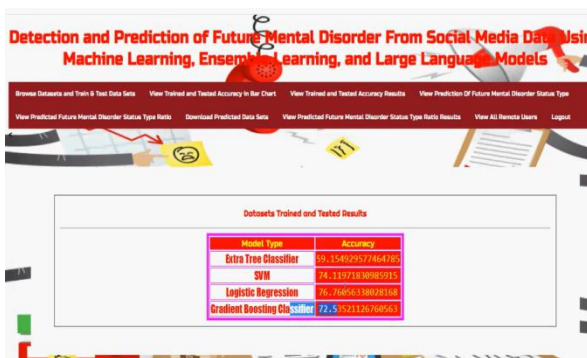 Detection and Prediction of Future Mental Disorder From Social Media Data Usin
Machine Learning, Ensemble Learning, and Large Language Models
Browse Datasets and Train & Test Data Sets View Trained and Tested Accuracy in Bar Chart View Trained and Tested Accuracy Results View Prediction Of Future Mental Disorder Status Type
View Predicted Future Mental Disorder Status Type Ratio Download Predicted Data Sets View Predicted Future Mental Disorder Status Type Ratio Results View All Remote Users Logout
Datasets Trained and Tested Results
Model Type Accuracy
Extra Tree Classifier 59.154929577464785
SVM 74.11971830985915
Logistic Regression 76.76056338028168
Gradient Boosting Classifier 72.53521126760563